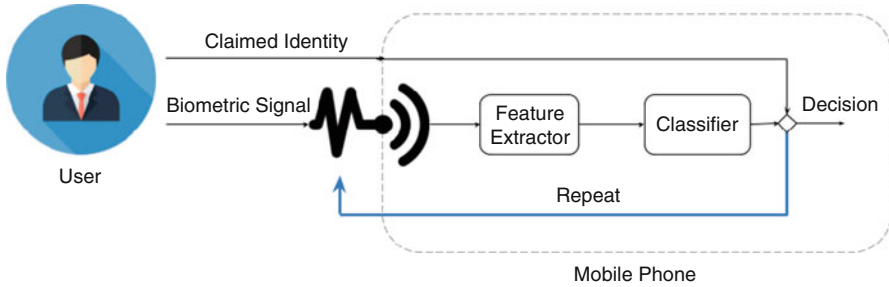 Claimed Identity
Biometric Signal
Feature
Extractor
Classifier
Decision
User
Repeat
Mobile Phone